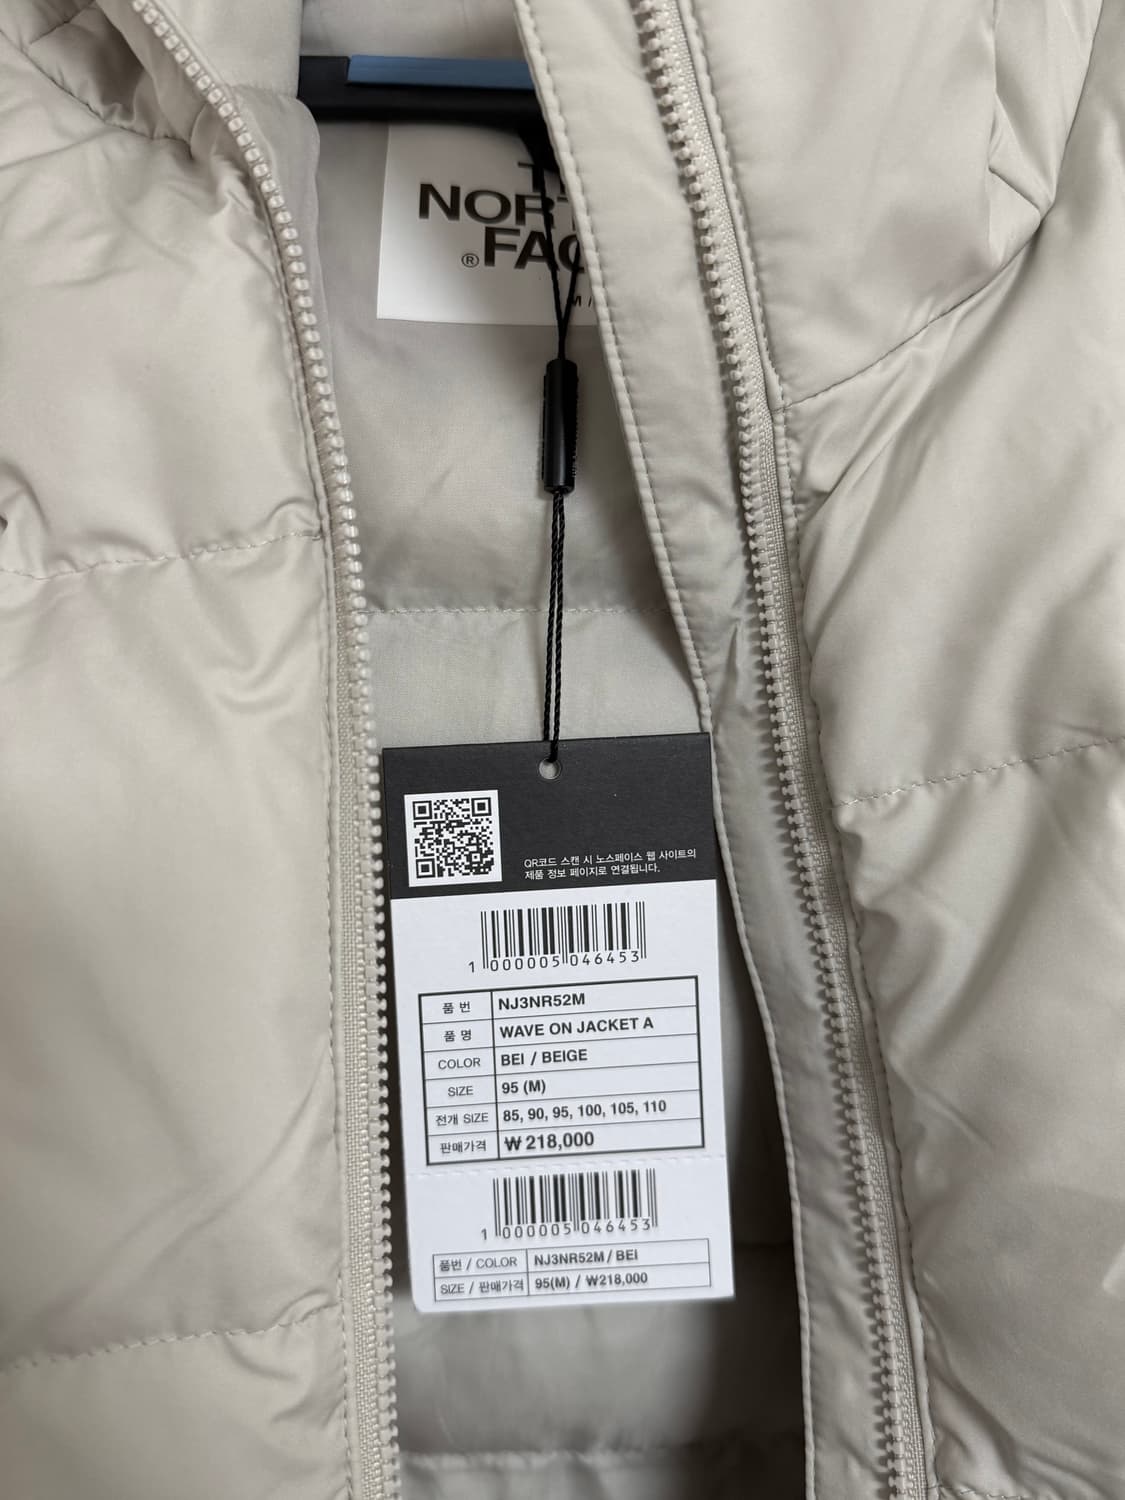 NOR
®FAC
QR코드 스캔 시 노스페이스 웹 사이트의
제품 정보 페이지로 연결됩니다.
1 000005 046453
품 번 NJ3NR52M
품 명 WAVE ON JACKET A
COLOR BEI / BEIGE
SIZE 95 (M)
전개 SIZE 85, 90, 95, 100, 105, 110
판매가격 ₩ 218,000
1 000005 046453
품번 / COLOR NJ3NR52M / BEI
SIZE / 판매가격 95(M) / ₩218,000